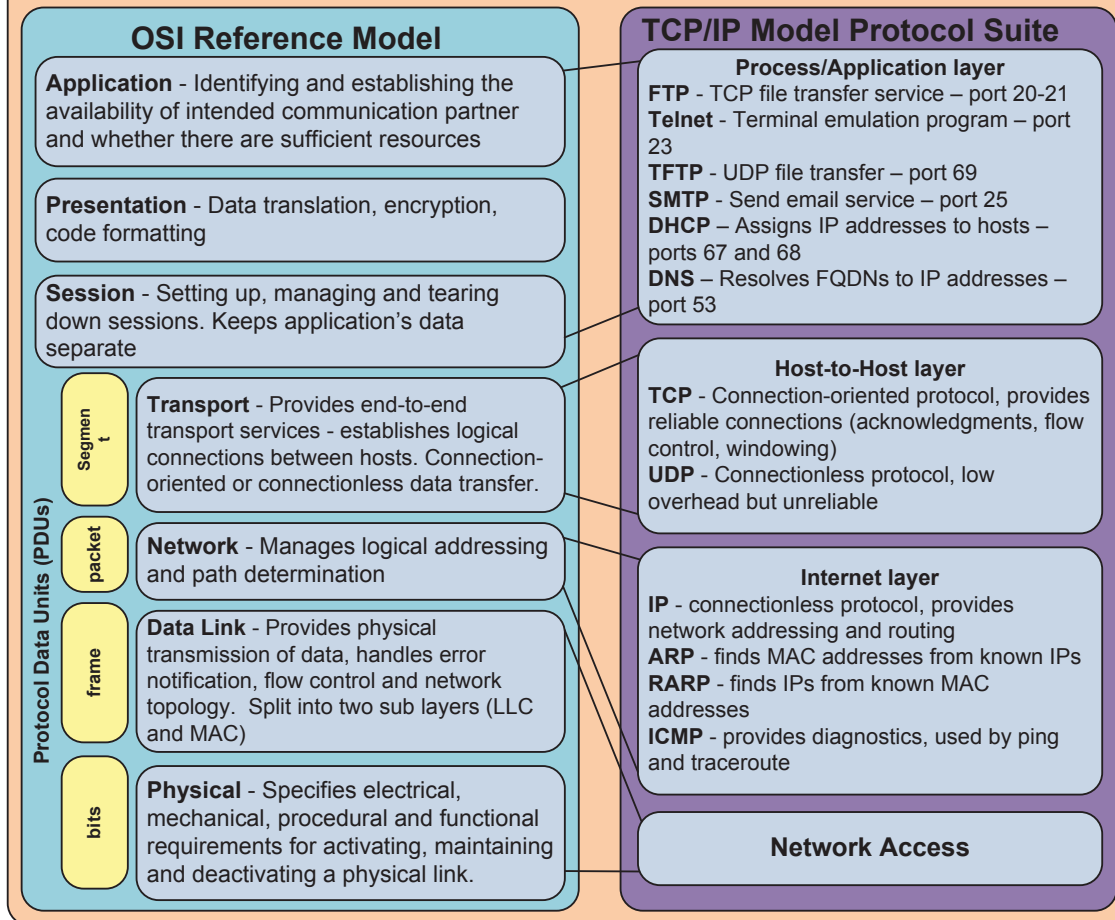 OSI Reference Model
Application - Identifying and establishing the
availability of intended communication partner
and whether there are sufficient resources
Presentation - Data translation, encryption,
code formatting
Session - Setting up, managing and tearing
down sessions. Keeps application's data
separate
Protocol Data Units (PDUs)
Segmen
t
Transport - Provides end-to-end
transport services - establishes logical
connections between hosts. Connection-
oriented or connectionless data transfer.
packet
Network - Manages logical addressing
and path determination
frame
Data Link - Provides physical
transmission of data, handles error
notification, flow control and network
topology. Split into two sub layers (LLC
and MAC)
bits
Physical - Specifies electrical,
mechanical, procedural and functional
requirements for activating, maintaining
and deactivating a physical link.
TCP/IP Model Protocol Suite
Process/Application layer
FTP - TCP file transfer service – port 20-21
Telnet - Terminal emulation program – port
23
TFTP - UDP file transfer – port 69
SMTP - Send email service – port 25
DHCP – Assigns IP addresses to hosts –
ports 67 and 68
DNS – Resolves FQDNs to IP addresses –
port 53
Host-to-Host layer
TCP - Connection-oriented protocol, provides
reliable connections (acknowledgments, flow
control, windowing)
UDP - Connectionless protocol, low
overhead but unreliable
Internet layer
IP - connectionless protocol, provides
network addressing and routing
ARP - finds MAC addresses from known IPs
RARP - finds IPs from known MAC
addresses
ICMP - provides diagnostics, used by ping
and traceroute
Network Access